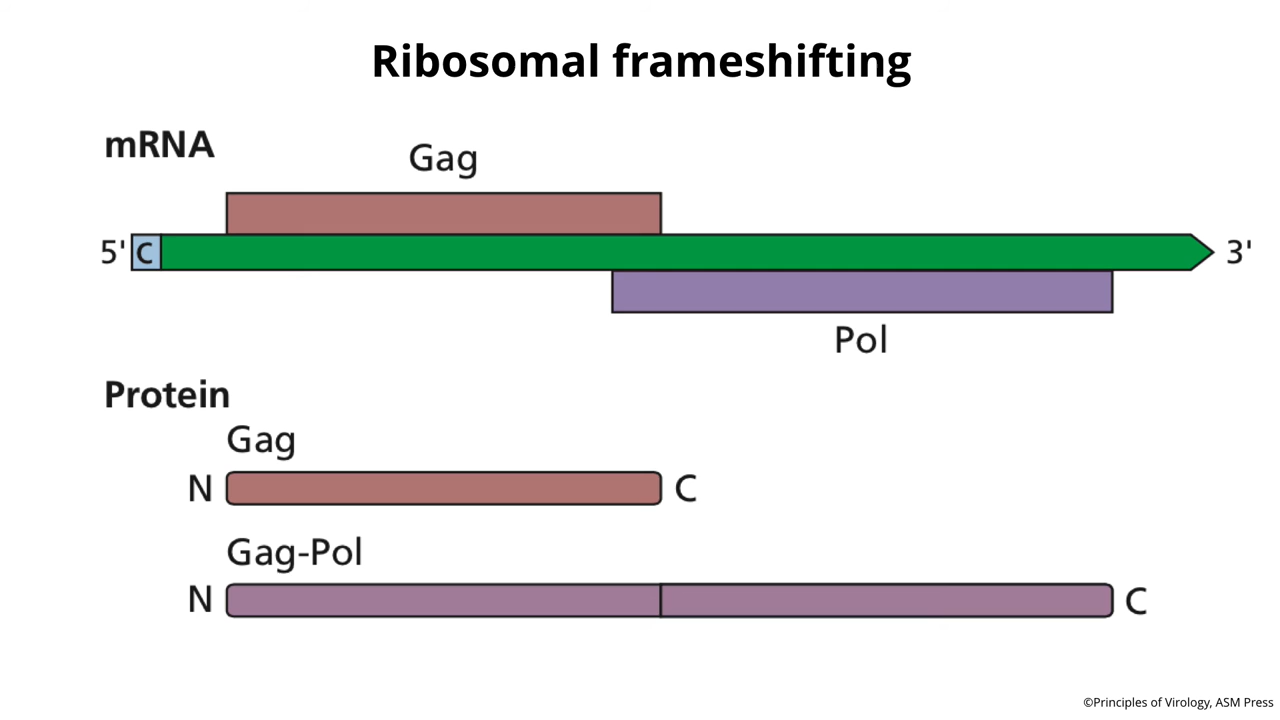 Ribosomal frameshifting
mRNA
Gag
5' C 3'
Pol
Protein
Gag
N C
Gag-Pol
N C
©Principles of Virology, ASM Press